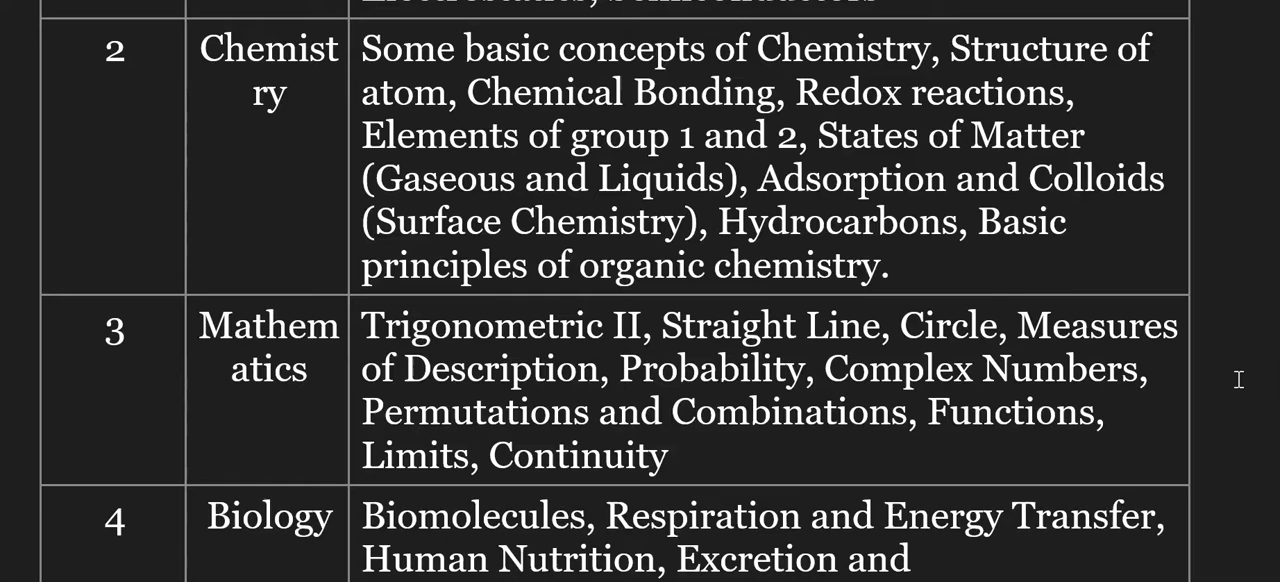 Electrostatics, Semiconductors
2 Chemist Some basic concepts of Chemistry, Structure of
ry atom, Chemical Bonding, Redox reactions,
Elements of group 1 and 2, States of Matter
(Gaseous and Liquids), Adsorption and Colloids
(Surface Chemistry), Hydrocarbons, Basic
principles of organic chemistry.
3 Mathem Trigonometric II, Straight Line, Circle, Measures
atics of Description, Probability, Complex Numbers,
Permutations and Combinations, Functions,
Limits, Continuity
4 Biology Biomolecules, Respiration and Energy Transfer,
Human Nutrition, Excretion and